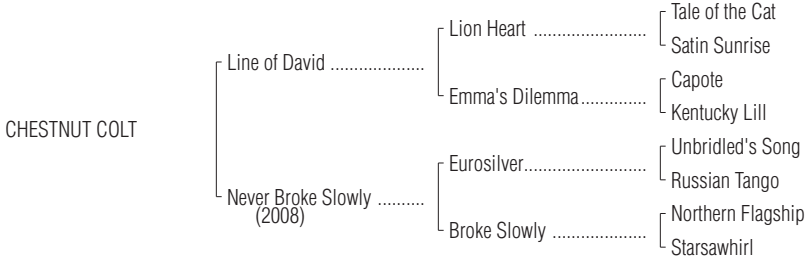 Tale of the Cat
Lion Heart ........................
Satin Sunrise
Line of David ....................
Capote
Emma's Dilemma..............
Kentucky Lill
CHESTNUT COLT
Unbridled's Song
Eurosilver..........................
Russian Tango
Never Broke Slowly ..........
(2008)
Northern Flagship
Broke Slowly ....................
Starsawhirl